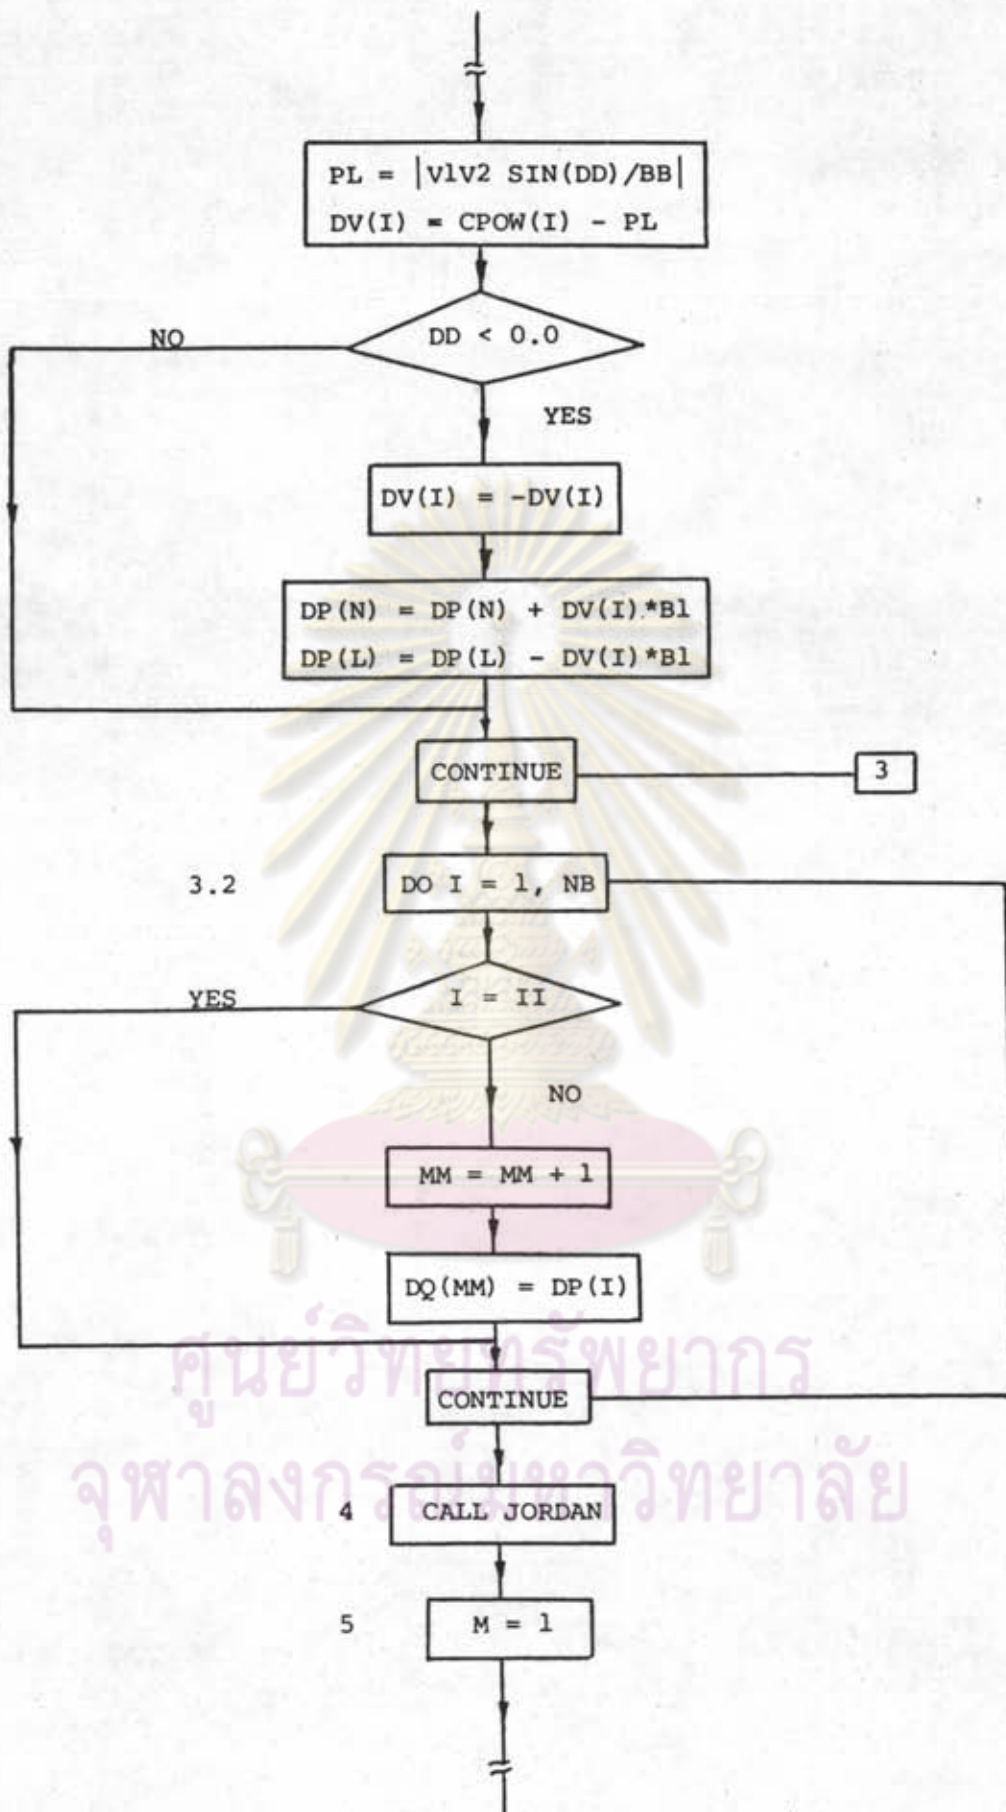 PL = |V1V2 SIN(DD)/BB|
DV(I) = CPOW(I) - PL
DD < 0.0
NO
YES
DV(I) = -DV(I)
DP(N) = DP(N) + DV(I)*B1
DP(L) = DP(L) - DV(I)*B1
CONTINUE
3
3.2
DO I = 1, NB
I = II
YES
NO
MM = MM + 1
DQ(MM) = DP(I)
ศูนย์วิทยทรัพยากร
CONTINUE
จุฬาลงกรณ์มหาวิทยาลัย
4
CALL JORDAN
5
M = 1